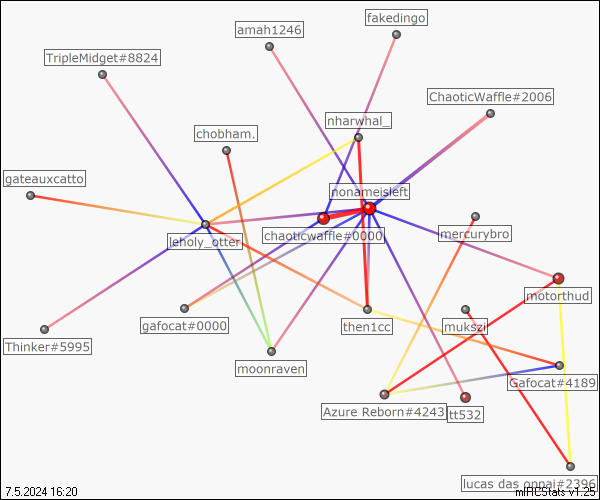 fakedingo
amah1246
TripleMidget#8824
ChaoticWaffle#2006
nharwhal_
chobham.
gateauxcatto
nonameisleft
mercurybro
chaoticwaffle#0000
leholy_otter
motorthud
gafocat#0000
then1cc
mukszi
Thinker#5995
moonraven
Gafocat#4189
Azure Reborn#4243
tt532
lucas das oppai#2396
7.5.2024 16:20
mIRCStats v1.25